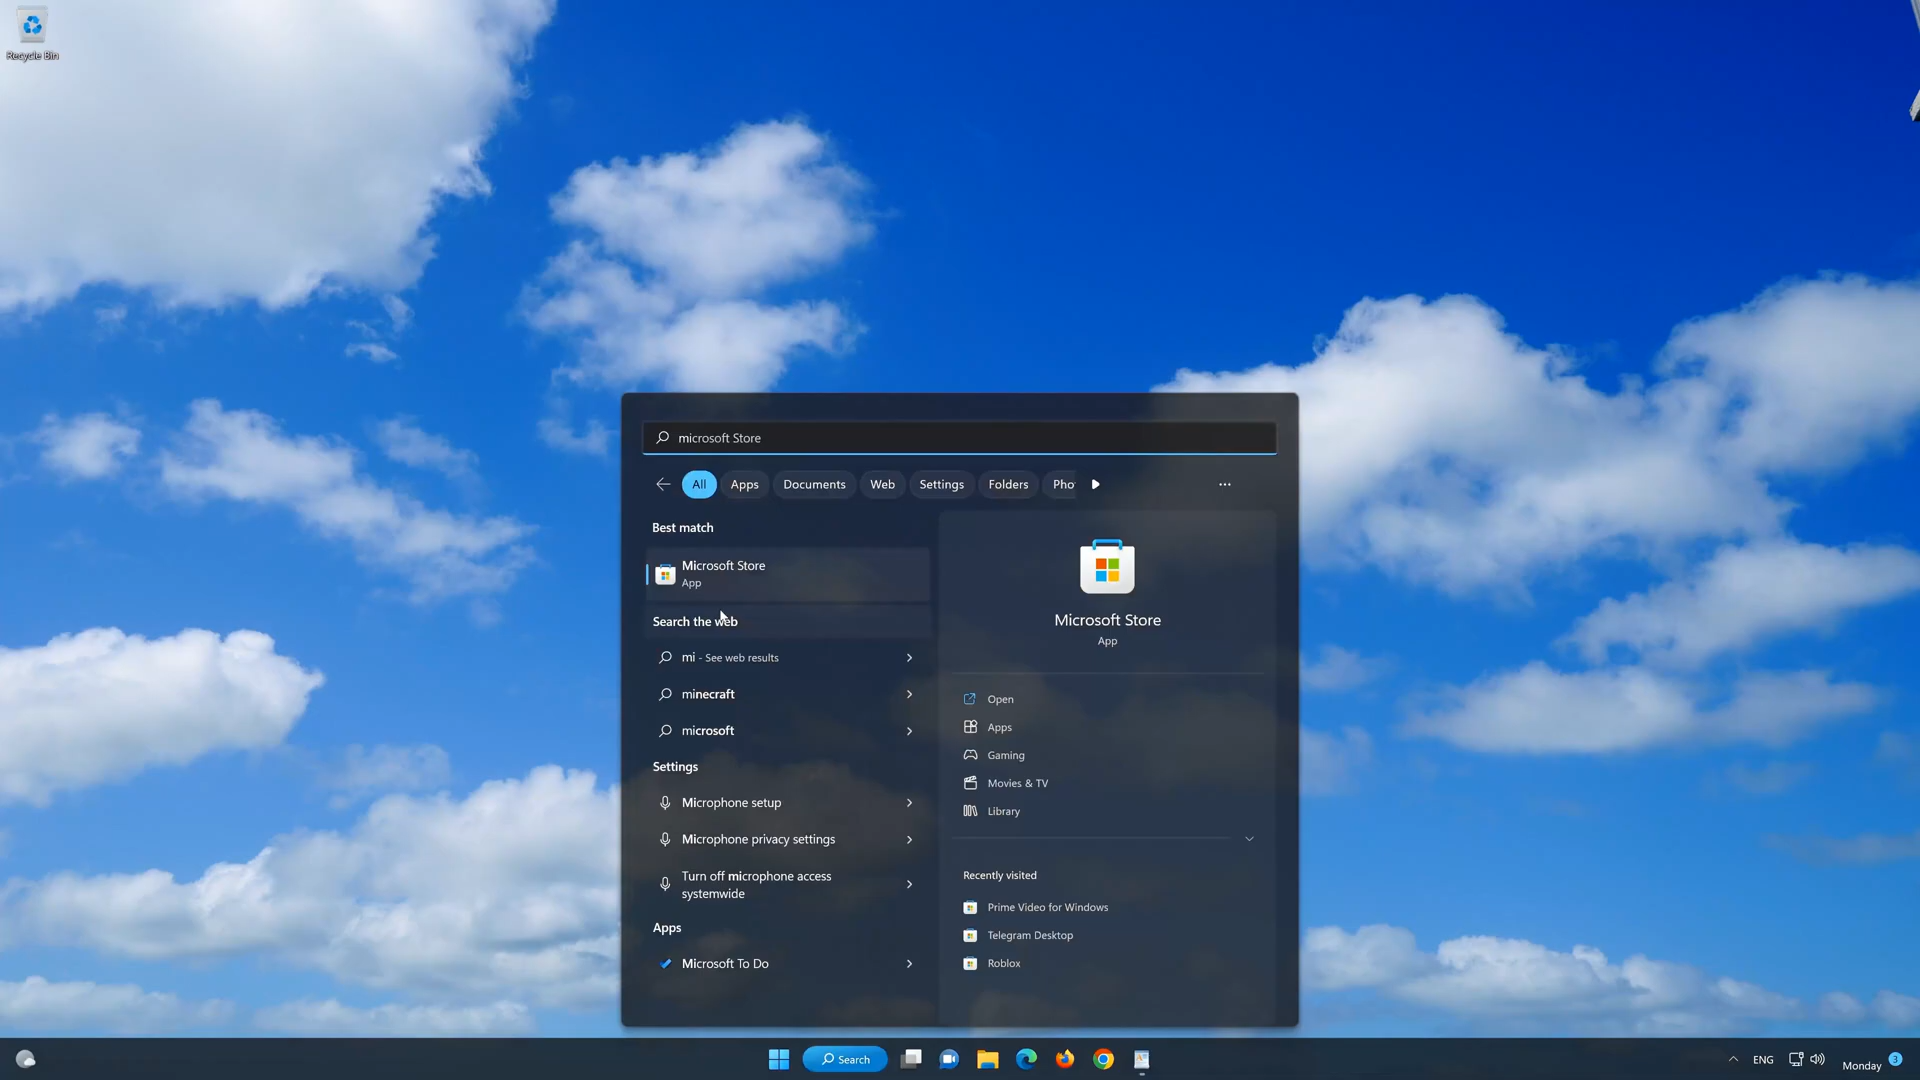 Recycle Bin
microsoft Store
All
Apps
Documents
Web
Settings
Folders
Pho
Best match
Microsoft Store
App
Search the web
mi - See web results
minecraft
microsoft
Settings
Microphone setup
Microphone privacy settings
Turn off microphone access
systemwide
Apps
Microsoft To Do
Microsoft Store
App
Open
Apps
Gaming
Movies & TV
Library
Recently visited
Prime Video for Windows
Telegram Desktop
Roblox
Search
ENG
Monday
3